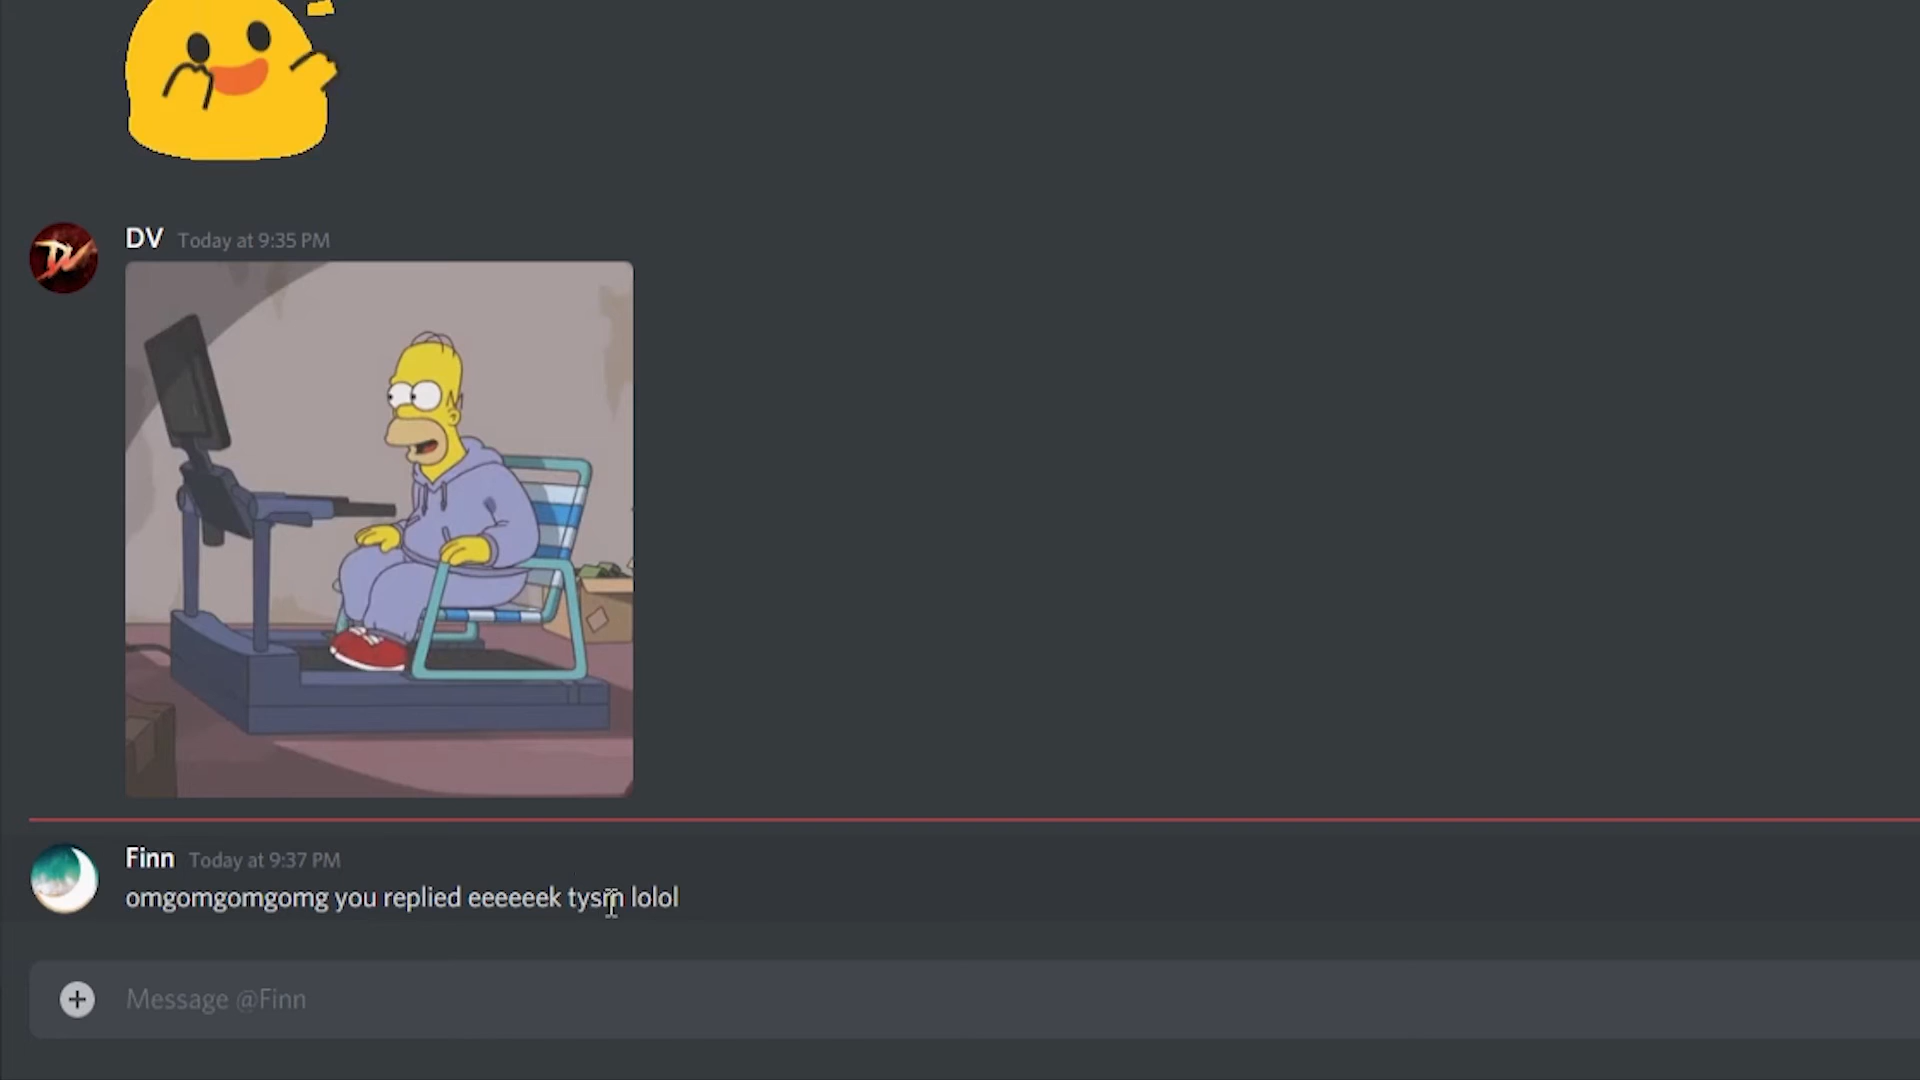 DV Today at 9:35 PM
Finn Today at 9:37 PM
omgomgomgomg you replied eeeeeek tysm lolol
Message @Finn